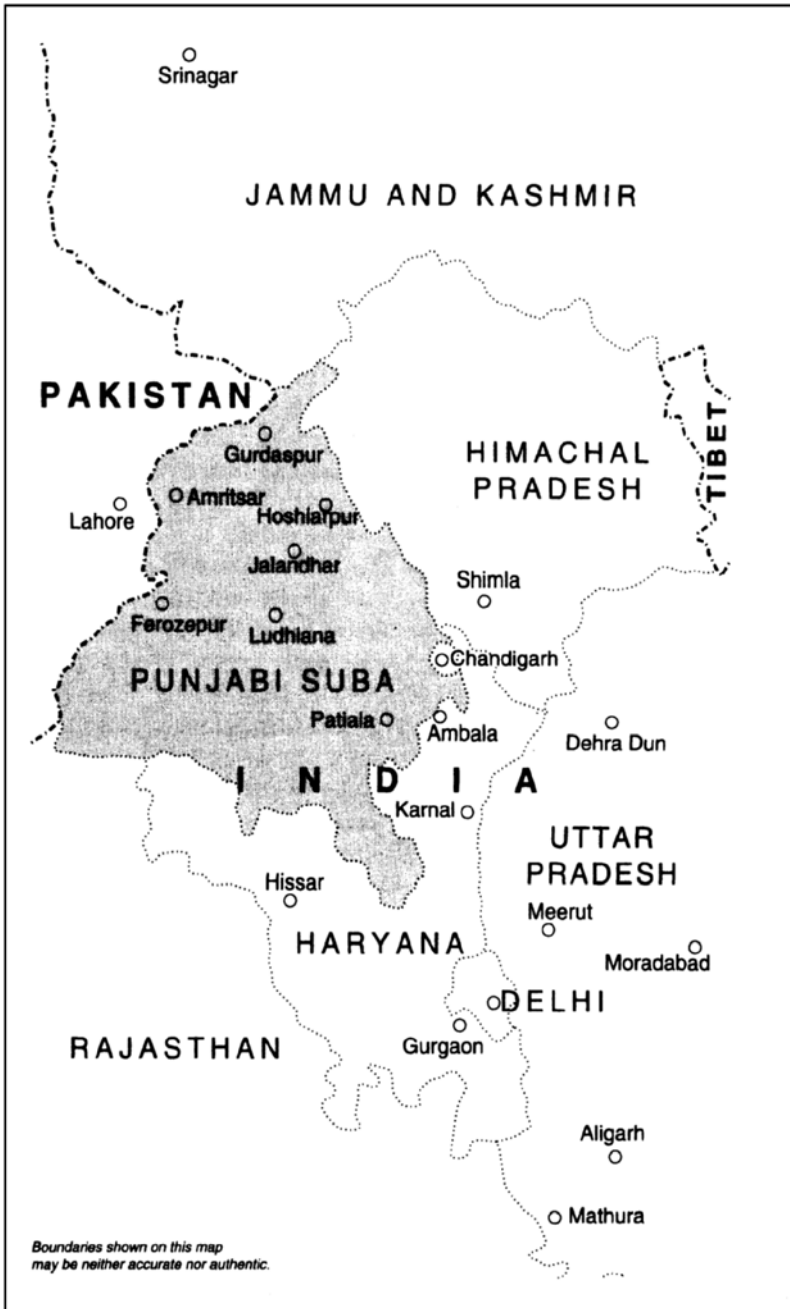 Srinagar
JAMMU AND KASHMIR
PAKISTAN
TIBET
Gurdaspur
HIMACHAL
PRADESH
Amritsar
Lahore
Hoshiarpur
Jalandhar
Shimla
Ferozepur
Ludhiana
Chandigarh
PUNJABI SUBA
Patiala
Ambala
Dehra Dun
INDIA
Karnal
UTTAR
PRADESH
Hissar
Meerut
HARYANA
Moradabad
DELHI
RAJASTHAN
Gurgaon
Aligarh
Mathura
Boundaries shown on this map
may be neither accurate nor authentic.